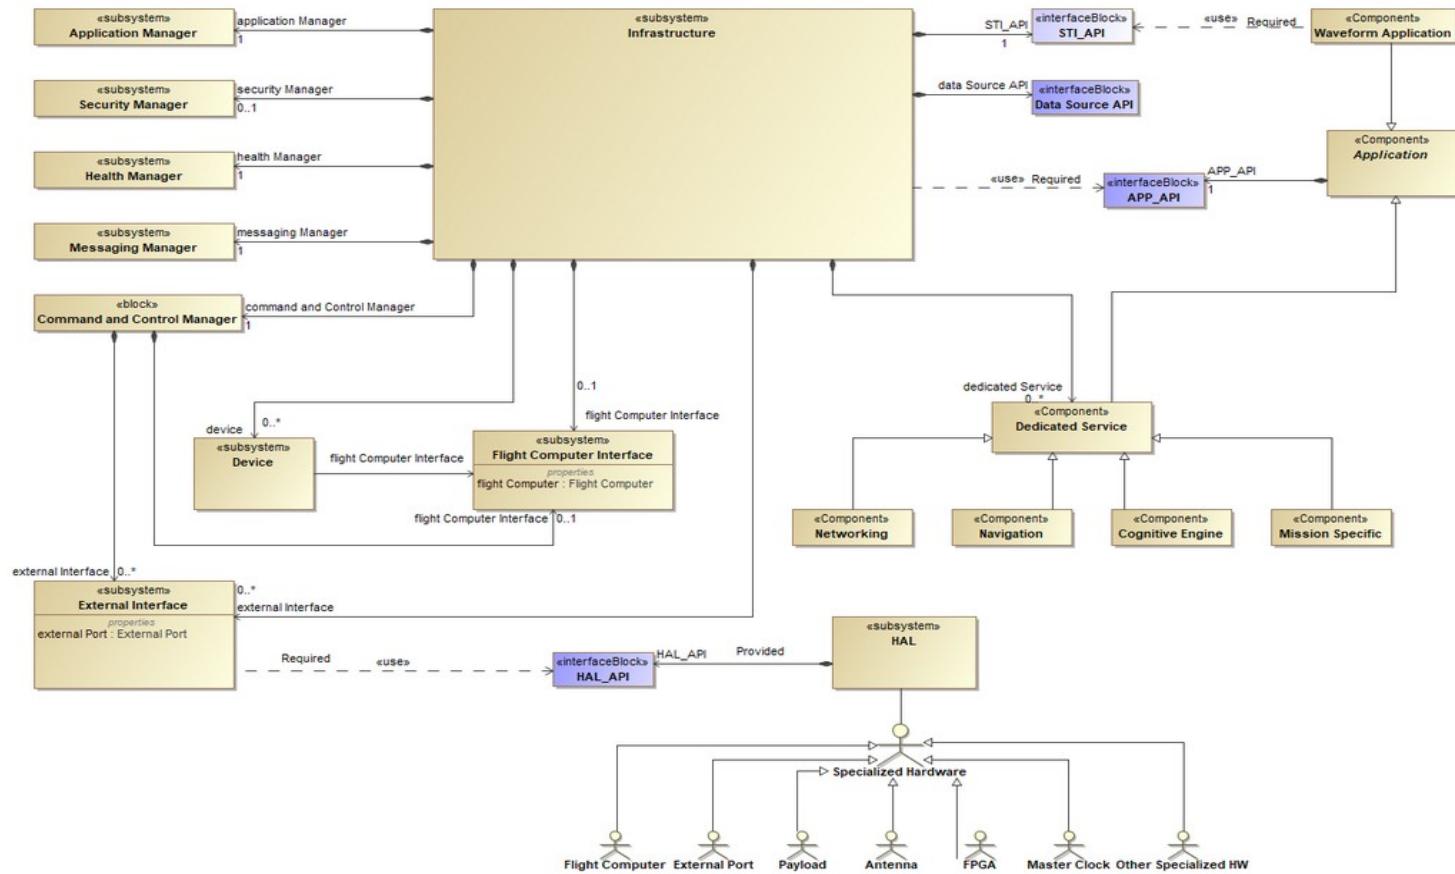 «subsystem»
Application Manager
application Manager
1
«subsystem»
Infrastructure
STI_API
1
«interfaceBlock»
STI_API
«use»
Required
«Component»
Waveform Application
«subsystem»
Security Manager
security Manager
0..1
data Source API
«interfaceBlock»
Data Source API
«subsystem»
Health Manager
health Manager
1
«use» Required
«interfaceBlock»
APP_API
APP_API
1
«Component»
Application
«subsystem»
Messaging Manager
messaging Manager
1
«block»
Command and Control Manager
command and Control Manager
1
device
0..*
0..1
flight Computer Interface
dedicated Service
0..*
«Component»
Dedicated Service
«subsystem»
Device
flight Computer Interface
«subsystem»
Flight Computer Interface
properties
flight Computer : Flight Computer
flight Computer Interface
0..1
«Component»
Networking
«Component»
Navigation
«Component»
Cognitive Engine
«Component»
Mission Specific
external Interface
0..*
«subsystem»
External Interface
properties
external Port : External Port
0..*
external Interface
Required
«use»
«interfaceBlock»
HAL_API
HAL_API
Provided
«subsystem»
HAL
Specialized Hardware
Flight Computer
External Port
Payload
Antenna
FPGA
Master Clock
Other Specialized HW